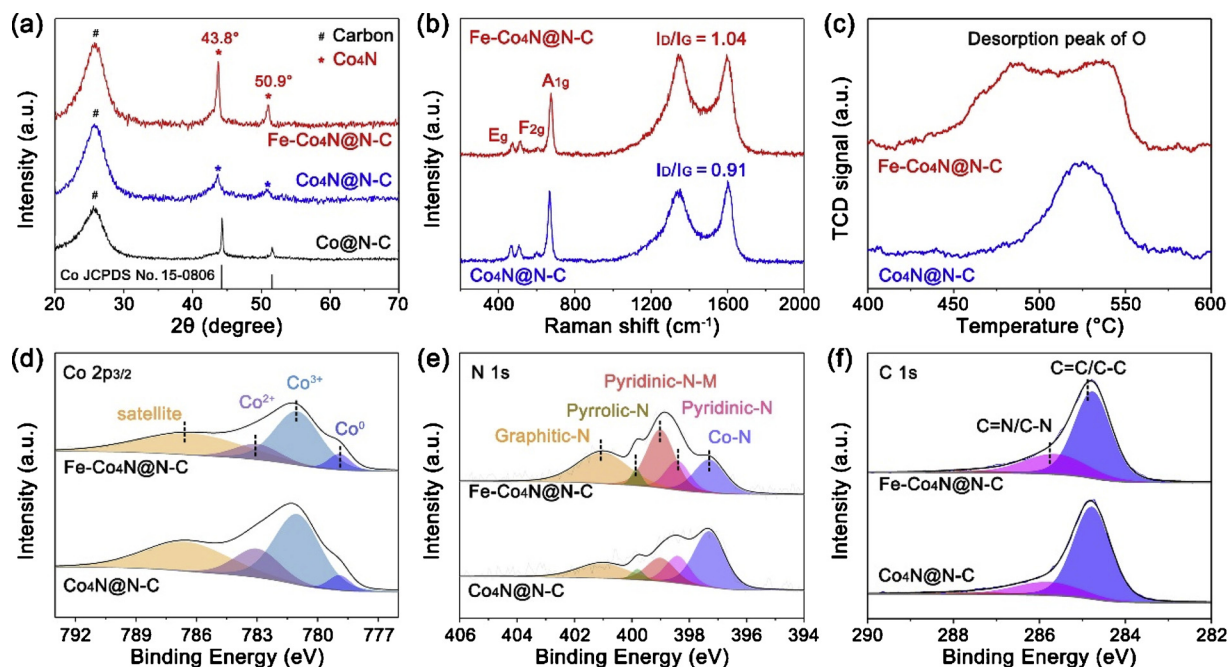 (a)
Intensity (a.u.)
# Carbon
* Co4N
#
43.8°
*
50.9°
*
Fe-Co4N@N-C
#
*
*
Co4N@N-C
#
Co@N-C
Co JCPDS No. 15-0806
20 30 40 50 60 70
2θ (degree)
(b)
Intensity (a.u.)
Fe-Co4N@N-C
ID/IG = 1.04
A1g
Eg
F2g
ID/IG = 0.91
Co4N@N-C
400 800 1200 1600 2000
Raman shift (cm-1)
(c)
TCD signal (a.u.)
Desorption peak of O
Fe-Co4N@N-C
Co4N@N-C
400 450 500 550 600
Temperature (°C)
(d)
Intensity (a.u.)
Co 2p3/2
Co3+
Co2+
satellite
Co0
Fe-Co4N@N-C
Co4N@N-C
792 789 786 783 780 777
Binding Energy (eV)
(e)
Intensity (a.u.)
N 1s
Pyridinic-N-M
Pyrrolic-N
Pyridinic-N
Graphitic-N
Co-N
Fe-Co4N@N-C
Co4N@N-C
406 404 402 400 398 396 394
Binding Energy (eV)
(f)
Intensity (a.u.)
C 1s
C=C/C-C
C=N/C-N
Fe-Co4N@N-C
Co4N@N-C
290 288 286 284 282
Binding Energy (eV)